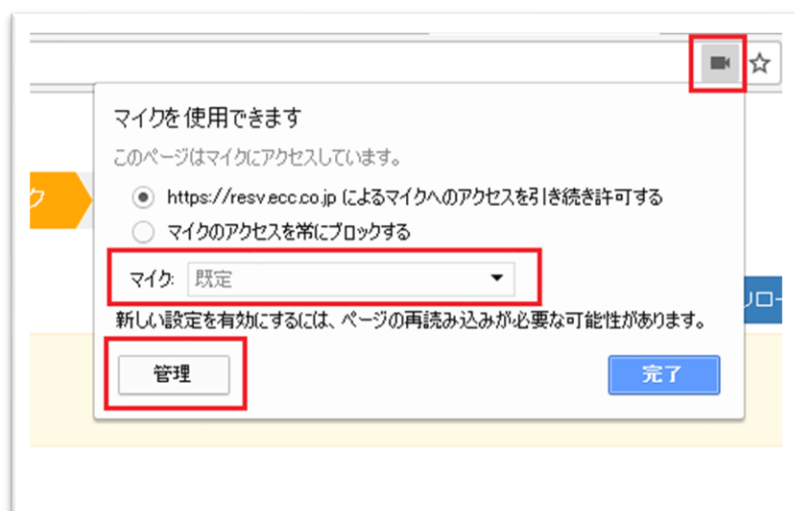 マイクを使用できます
このページはマイクにアクセスしています。
ク
https://resv.ecc.co.jp によるマイクへのアクセスを引き続き許可する
マイクのアクセスを常にブロックする
マイク: 既定
リロー
新しい設定を有効にするには、ページの再読み込みが必要な可能性があります。
管理
完了